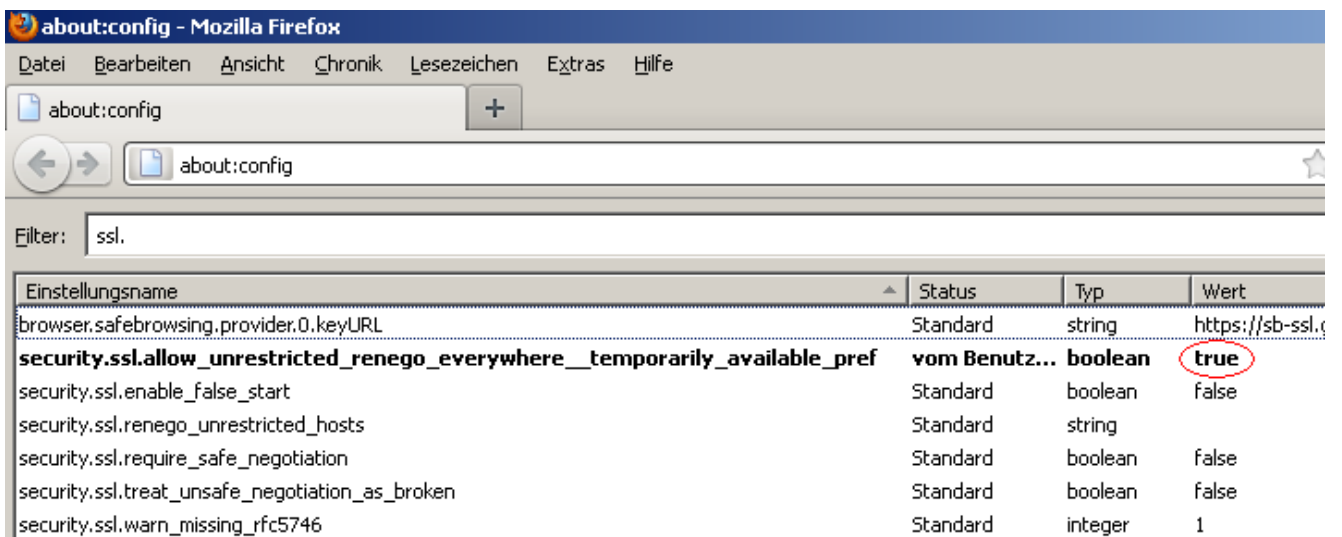 about:config - Mozilla Firefox
Datei Bearbeiten Ansicht Chronik Lesezeichen Extras Hilfe
about:config +
about:config
Filter: ssl.
Einstellungsname Status Typ Wert
browser.safebrowsing.provider.0.keyURL Standard string https://sb-ssl.
security.ssl.allow_unrestricted_renego_everywhere__temporarily_available_pref vom Benutz... boolean true
security.ssl.enable_false_start Standard boolean false
security.ssl.renego_unrestricted_hosts Standard string
security.ssl.require_safe_negotiation Standard boolean false
security.ssl.treat_unsafe_negotiation_as_broken Standard boolean false
security.ssl.warn_missing_rfc5746 Standard integer 1